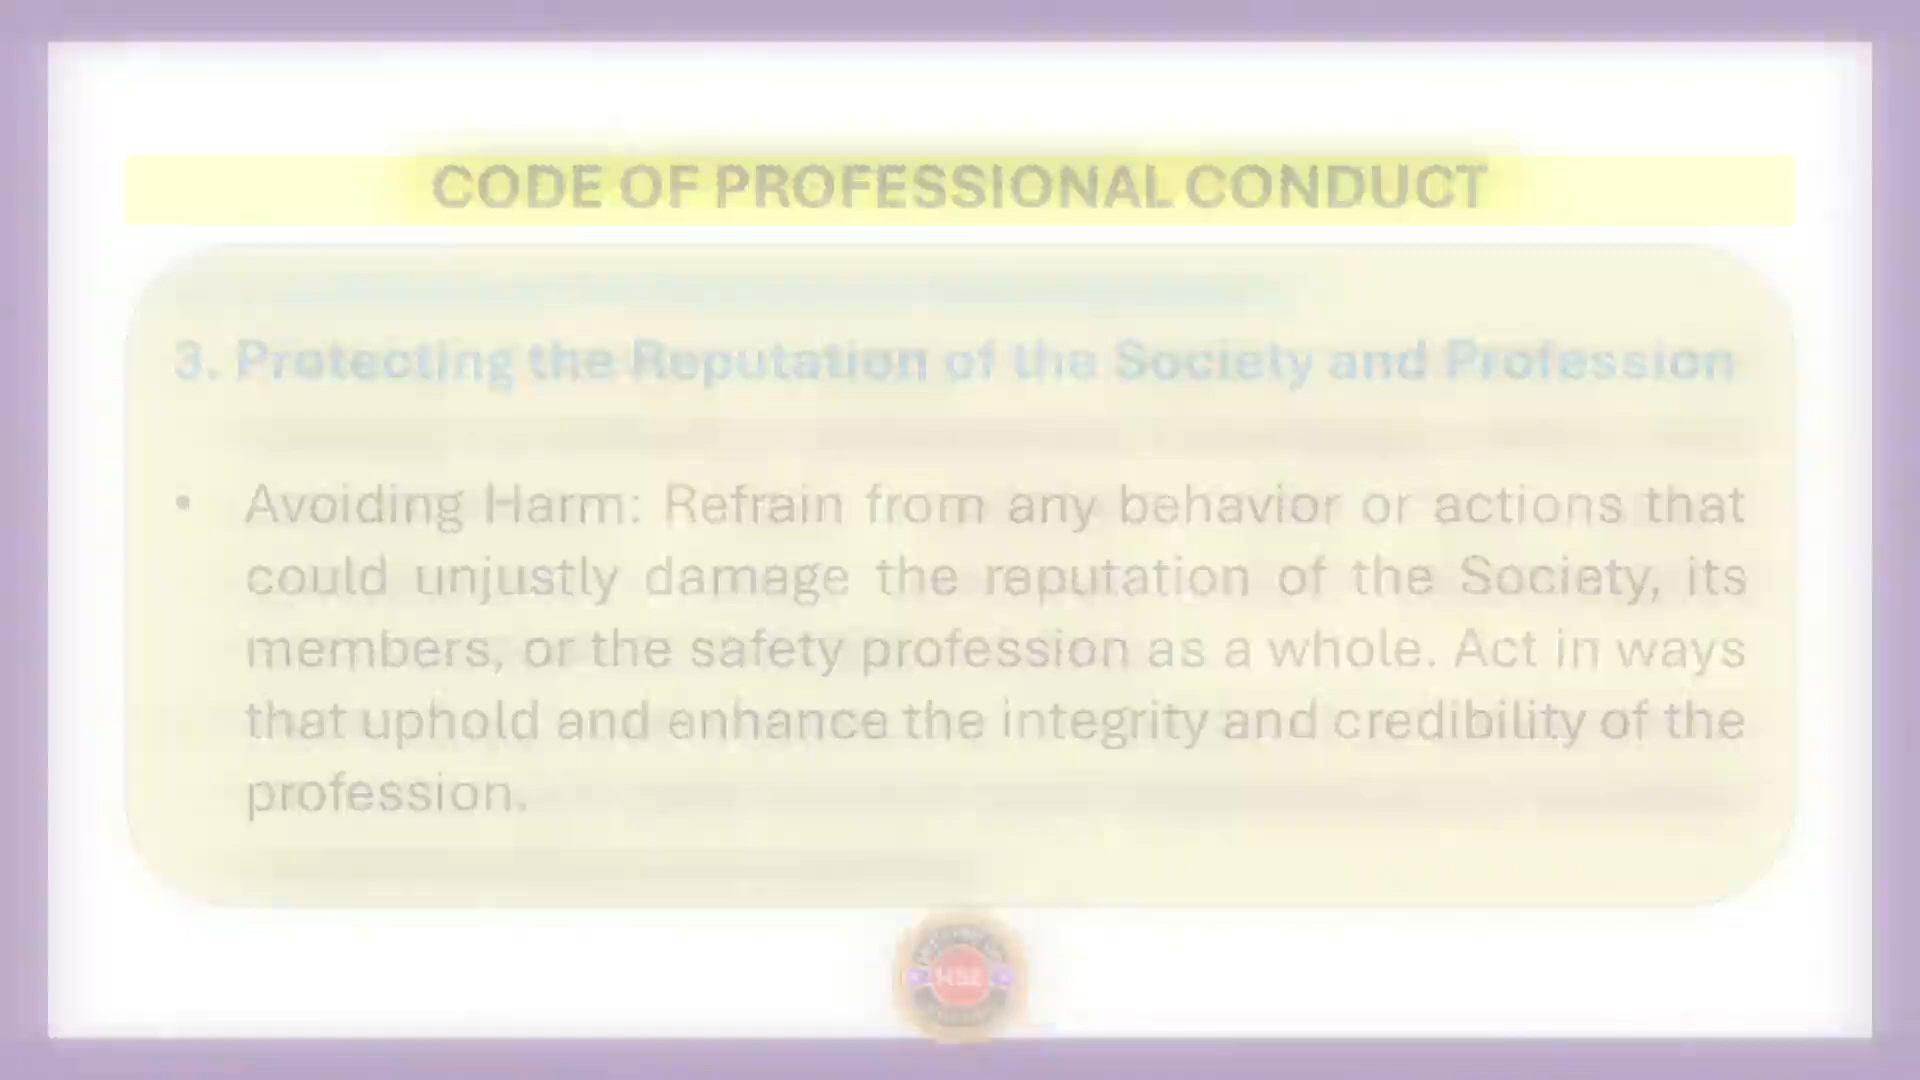 CODE OF PROFESSIONAL CONDUCT
3. Protecting the Reputation of the Society and Profession
• Avoiding Harm: Refrain from any behavior or actions that
could unjustly damage the reputation of the Society, its
members, or the safety profession as a whole. Act in ways
that uphold and enhance the integrity and credibility of the
profession.
HSE